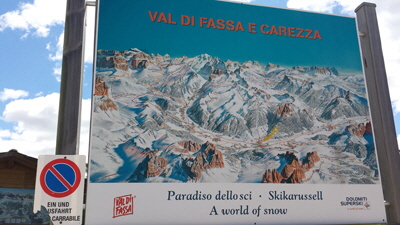 VAL DI FASSA E CAREZZA
Paradiso dello sci · Skikarussell
A world of snow
VAL DI FASSA
DOLOMITI
SUPERSKI
EIN UND
USFAHRT
CARRABILE